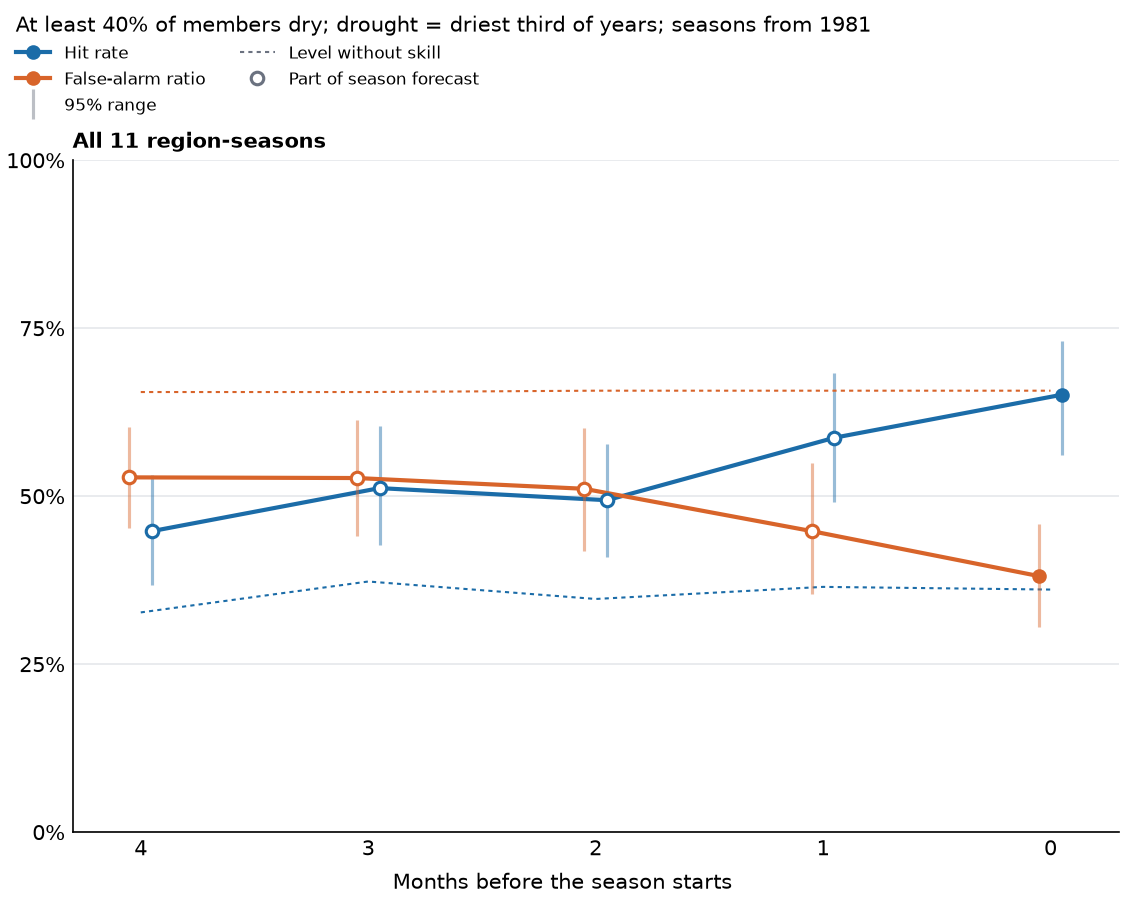 At least 40% of members dry; drought = driest third of years; seasons from 1981
Hit rate
False-alarm ratio
95% range
Level without skill
Part of season forecast
All 11 region-seasons
100%
75%
50%
25%
0%
4 3 2 1 0
Months before the season starts